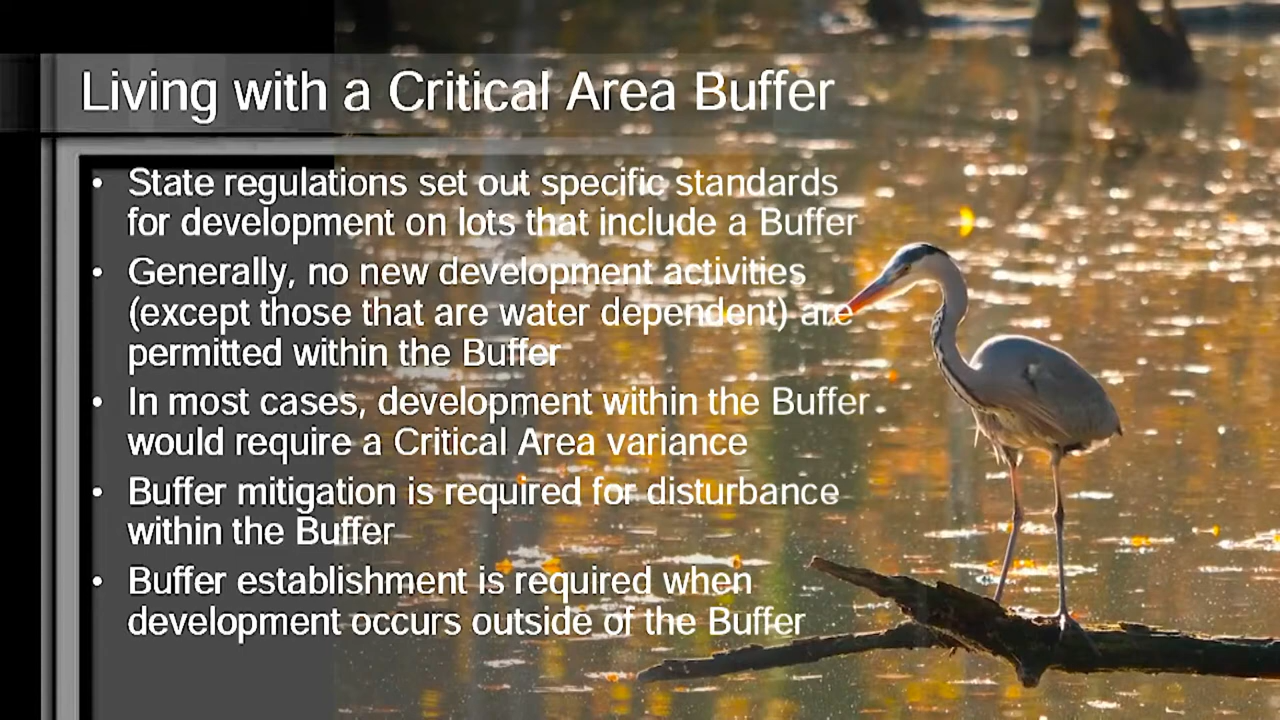 Living with a Critical Area Buffer
• State regulations set out specific standards
for development on lots that include a Buffer
• Generally, no new development activities
(except those that are water dependent) are
permitted within the Buffer
• In most cases, development within the Buffer
would require a Critical Area variance
• Buffer mitigation is required for disturbance
within the Buffer
• Buffer establishment is required when
development occurs outside of the Buffer